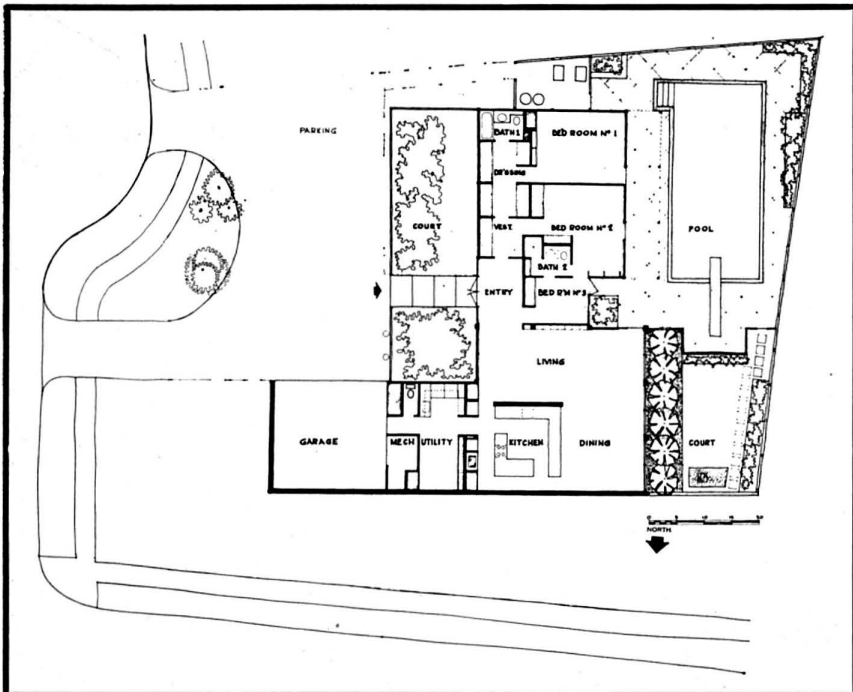 PARKING
BATH 1
BED ROOM Nº 1
DRESSING
COURT
VEST.
BED ROOM Nº 2
POOL
BATH 2
ENTRY
BED R'M Nº 3
LIVING
GARAGE
MECH
UTILITY
KITCHEN
DINING
COURT
NORTH